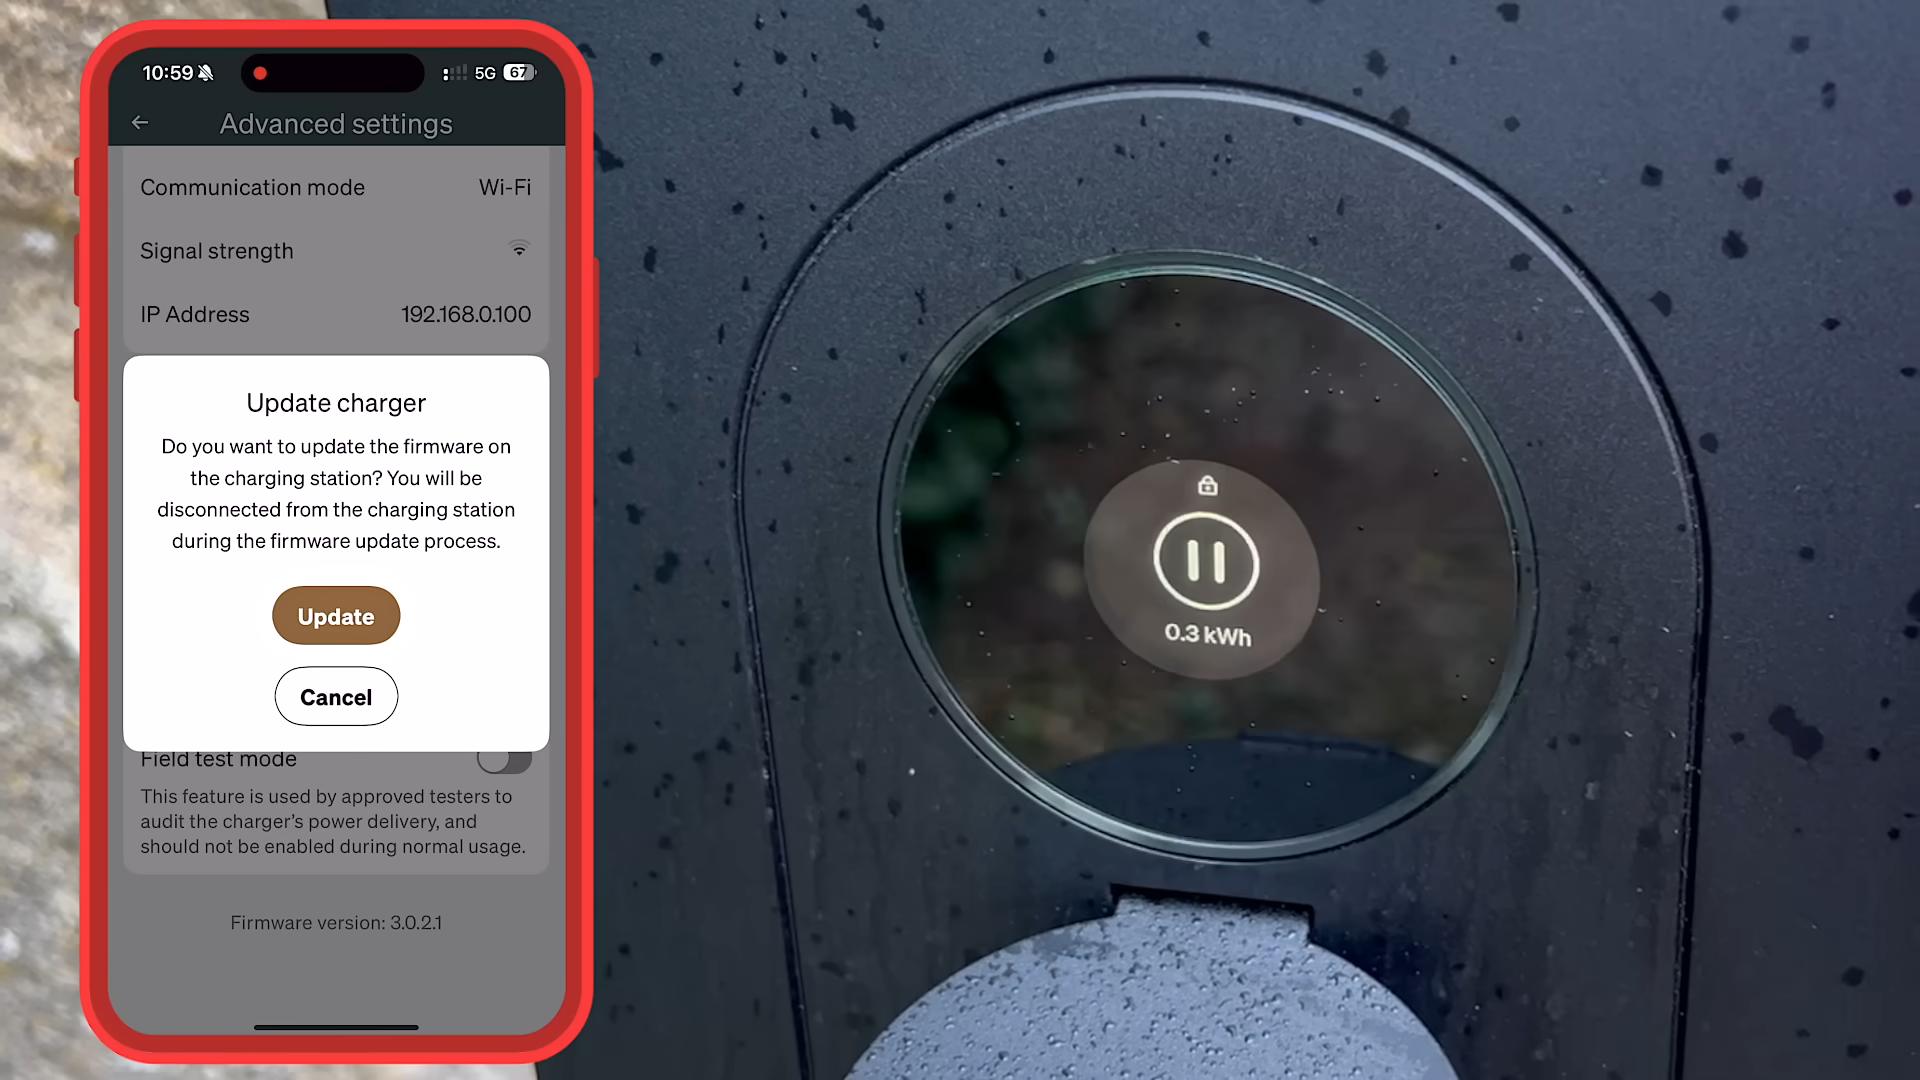 10:59
5G 67
Advanced settings
Communication mode Wi-Fi
Signal strength
IP Address 192.168.0.100
Update charger
Do you want to update the firmware on
the charging station? You will be
disconnected from the charging station
during the firmware update process.
Update
Cancel
Field test mode
This feature is used by approved testers to
audit the charger's power delivery, and
should not be enabled during normal usage.
Firmware version: 3.0.2.1
0.3 kWh